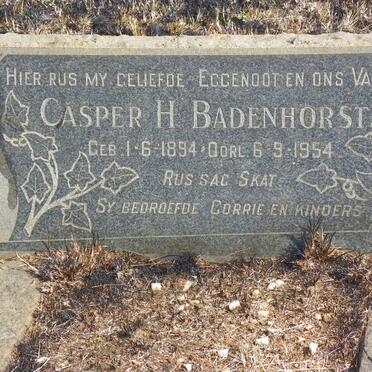 HIER RUS MY GELIEFDE EGGENOOT EN ONS VA
CASPER H BADENHORST
GEB. 1-6-1894 OORL. 6-9-1954
RUS SAG SKAT
SY BEDROEFDE CORRIE EN KINDERS